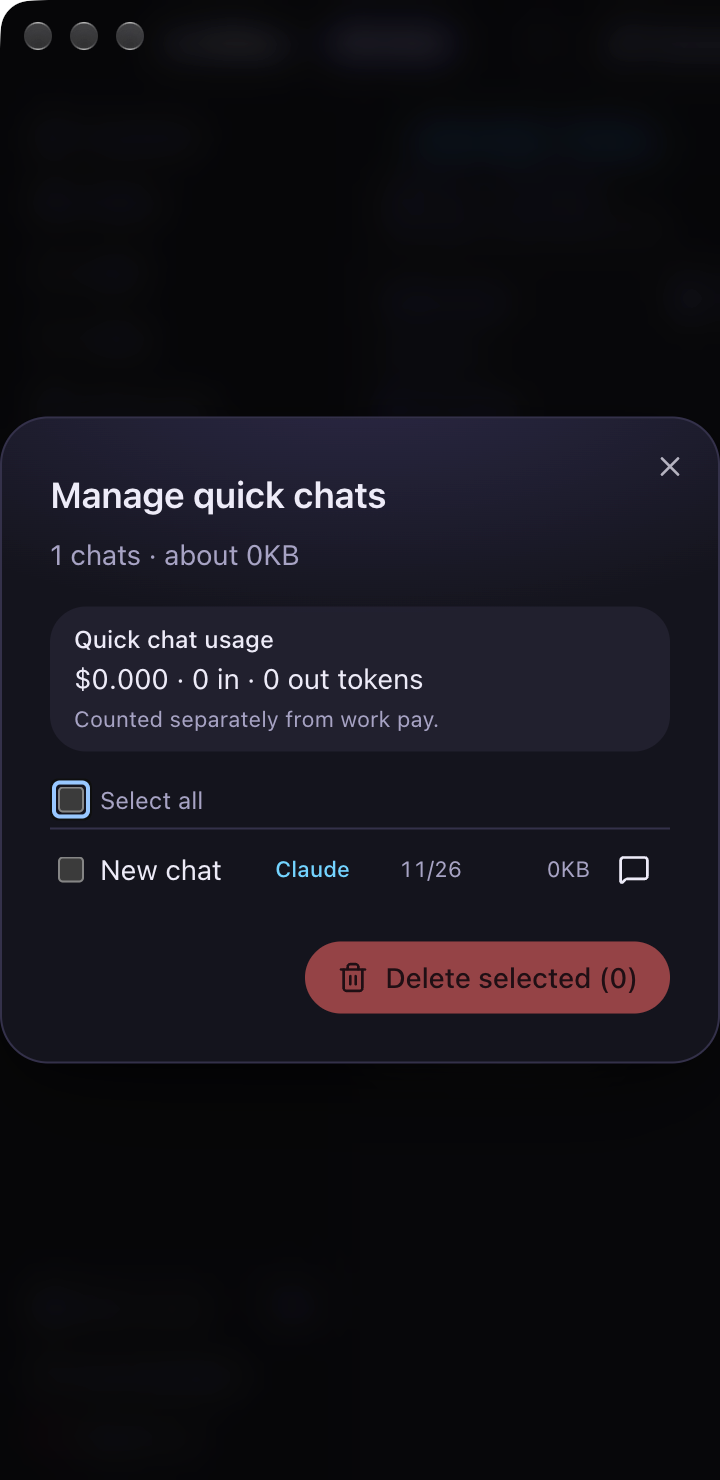 Manage quick chats
1 chats · about 0KB
Quick chat usage
$0.000 · 0 in · 0 out tokens
Counted separately from work pay.
Select all
New chat Claude 11/26 0KB
Delete selected (0)